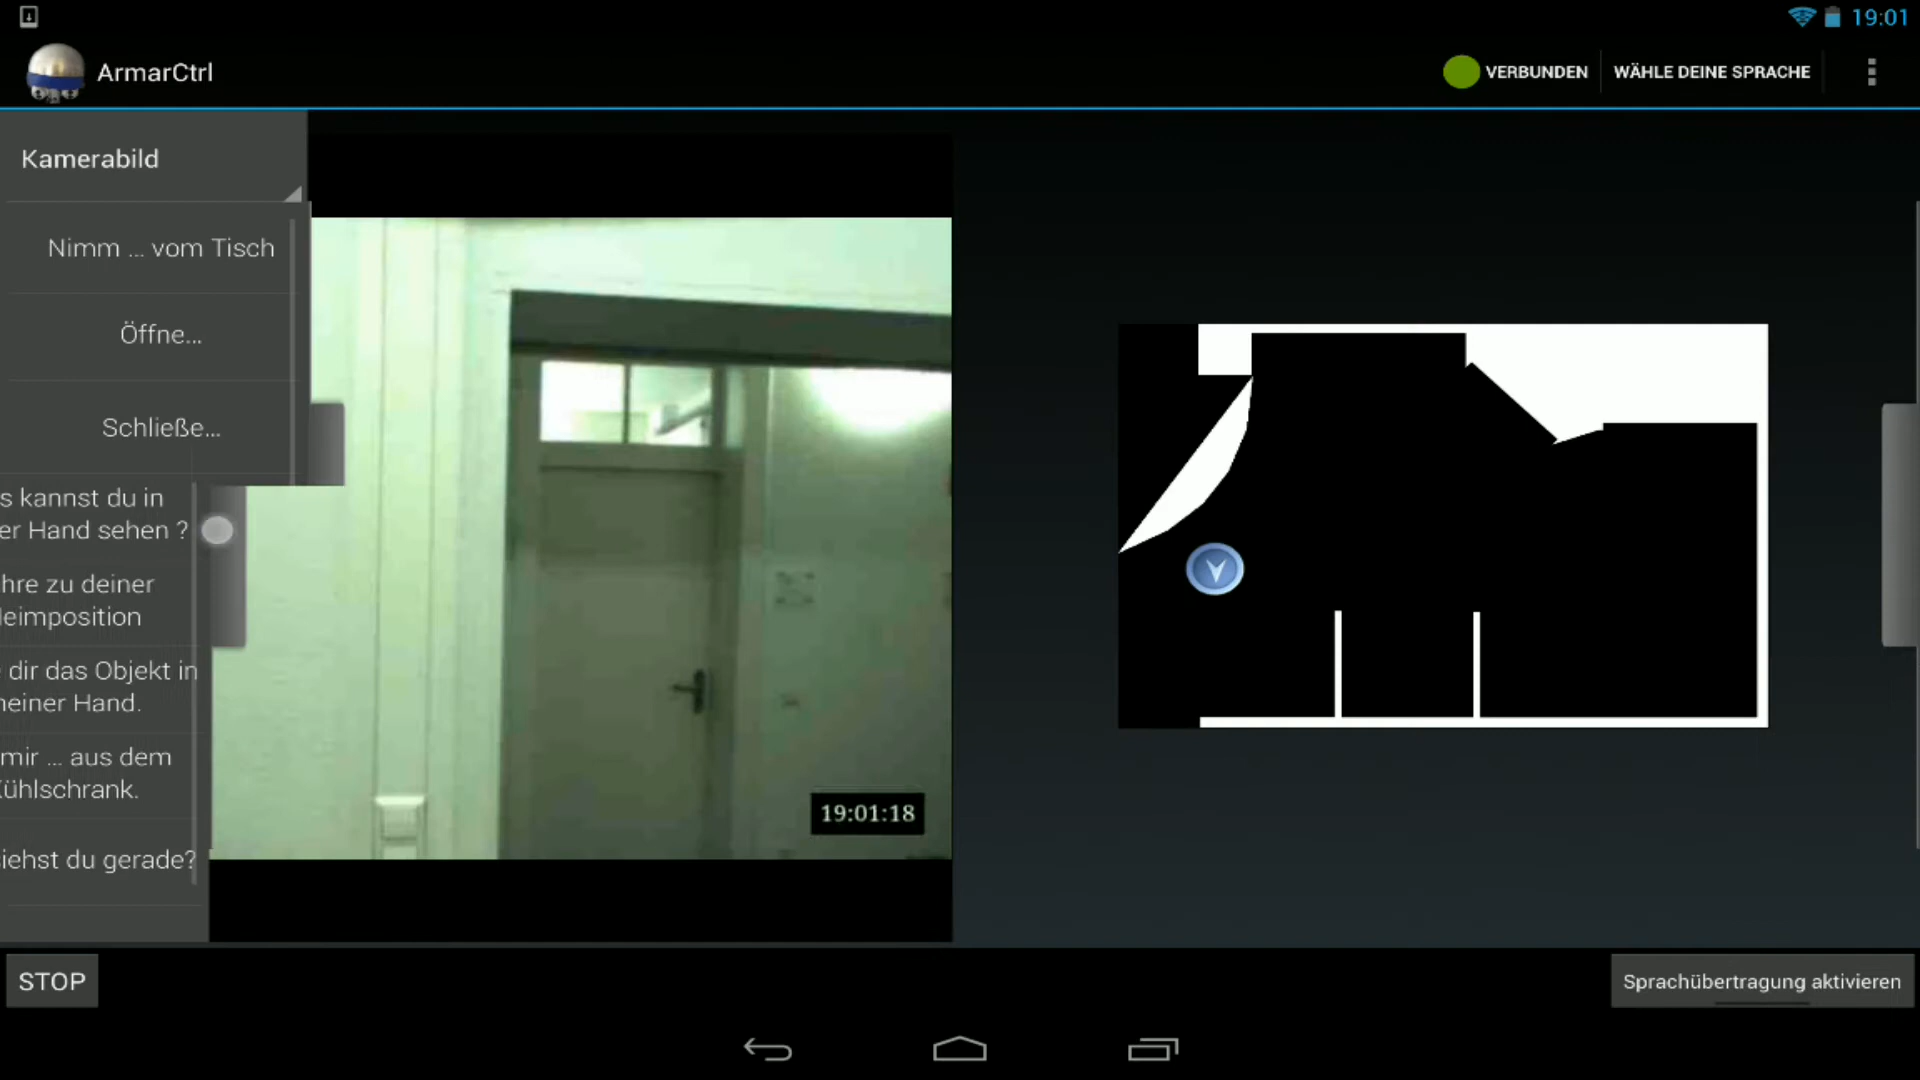 19:01
ArmarCtrl
VERBUNDEN
WÄHLE DEINE SPRACHE
Kamerabild
Nimm ... vom Tisch
Öffne...
Schließe...
s kannst du in
er Hand sehen ?
hre zu deiner
eimposition
dir das Objekt in
einer Hand.
mir ... aus dem
ühlschrank.
iehst du gerade?
19:01:18
STOP
Sprachübertragung aktivieren